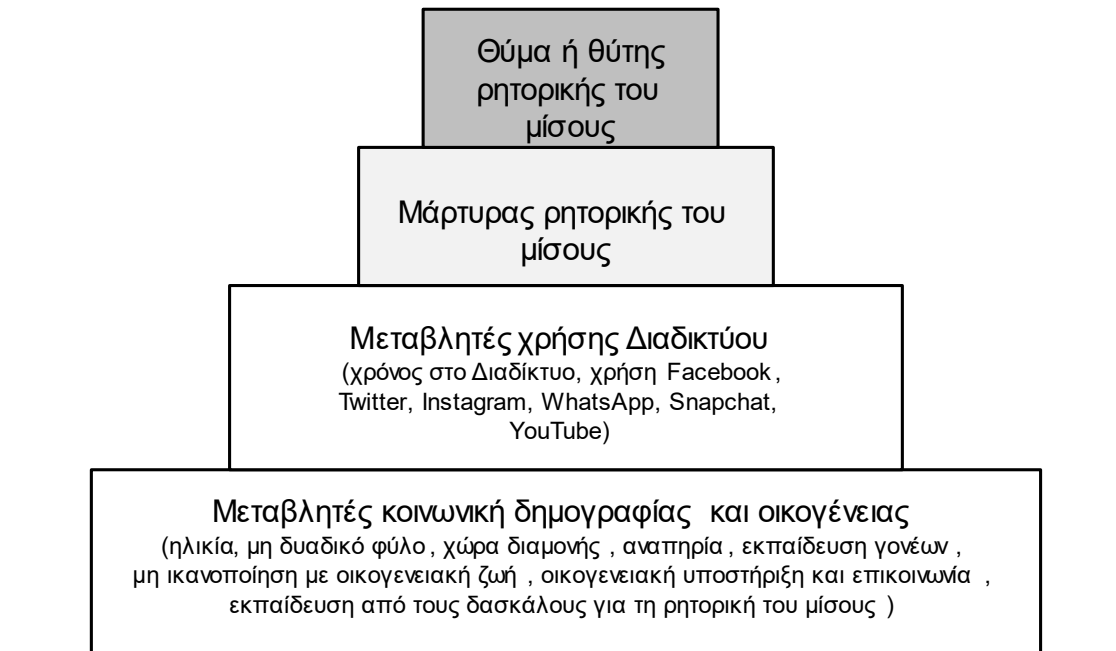 Θύμα ή θύτης
ρητορικής του
μίσους
Μάρτυρας ρητορικής του
μίσους
Μεταβλητές χρήσης Διαδικτύου
(χρόνος στο Διαδίκτυο, χρήση Facebook,
Twitter, Instagram, WhatsApp, Snapchat,
YouTube)
Μεταβλητές κοινωνική δημογραφίας και οικογένειας
(ηλικία, μη δυαδικό φύλο, χώρα διαμονής, αναπηρία, εκπαίδευση γονέων,
μη ικανοποίηση με οικογενειακή ζωή, οικογενειακή υποστήριξη και επικοινωνία,
εκπαίδευση από τους δασκάλους για τη ρητορική του μίσους)